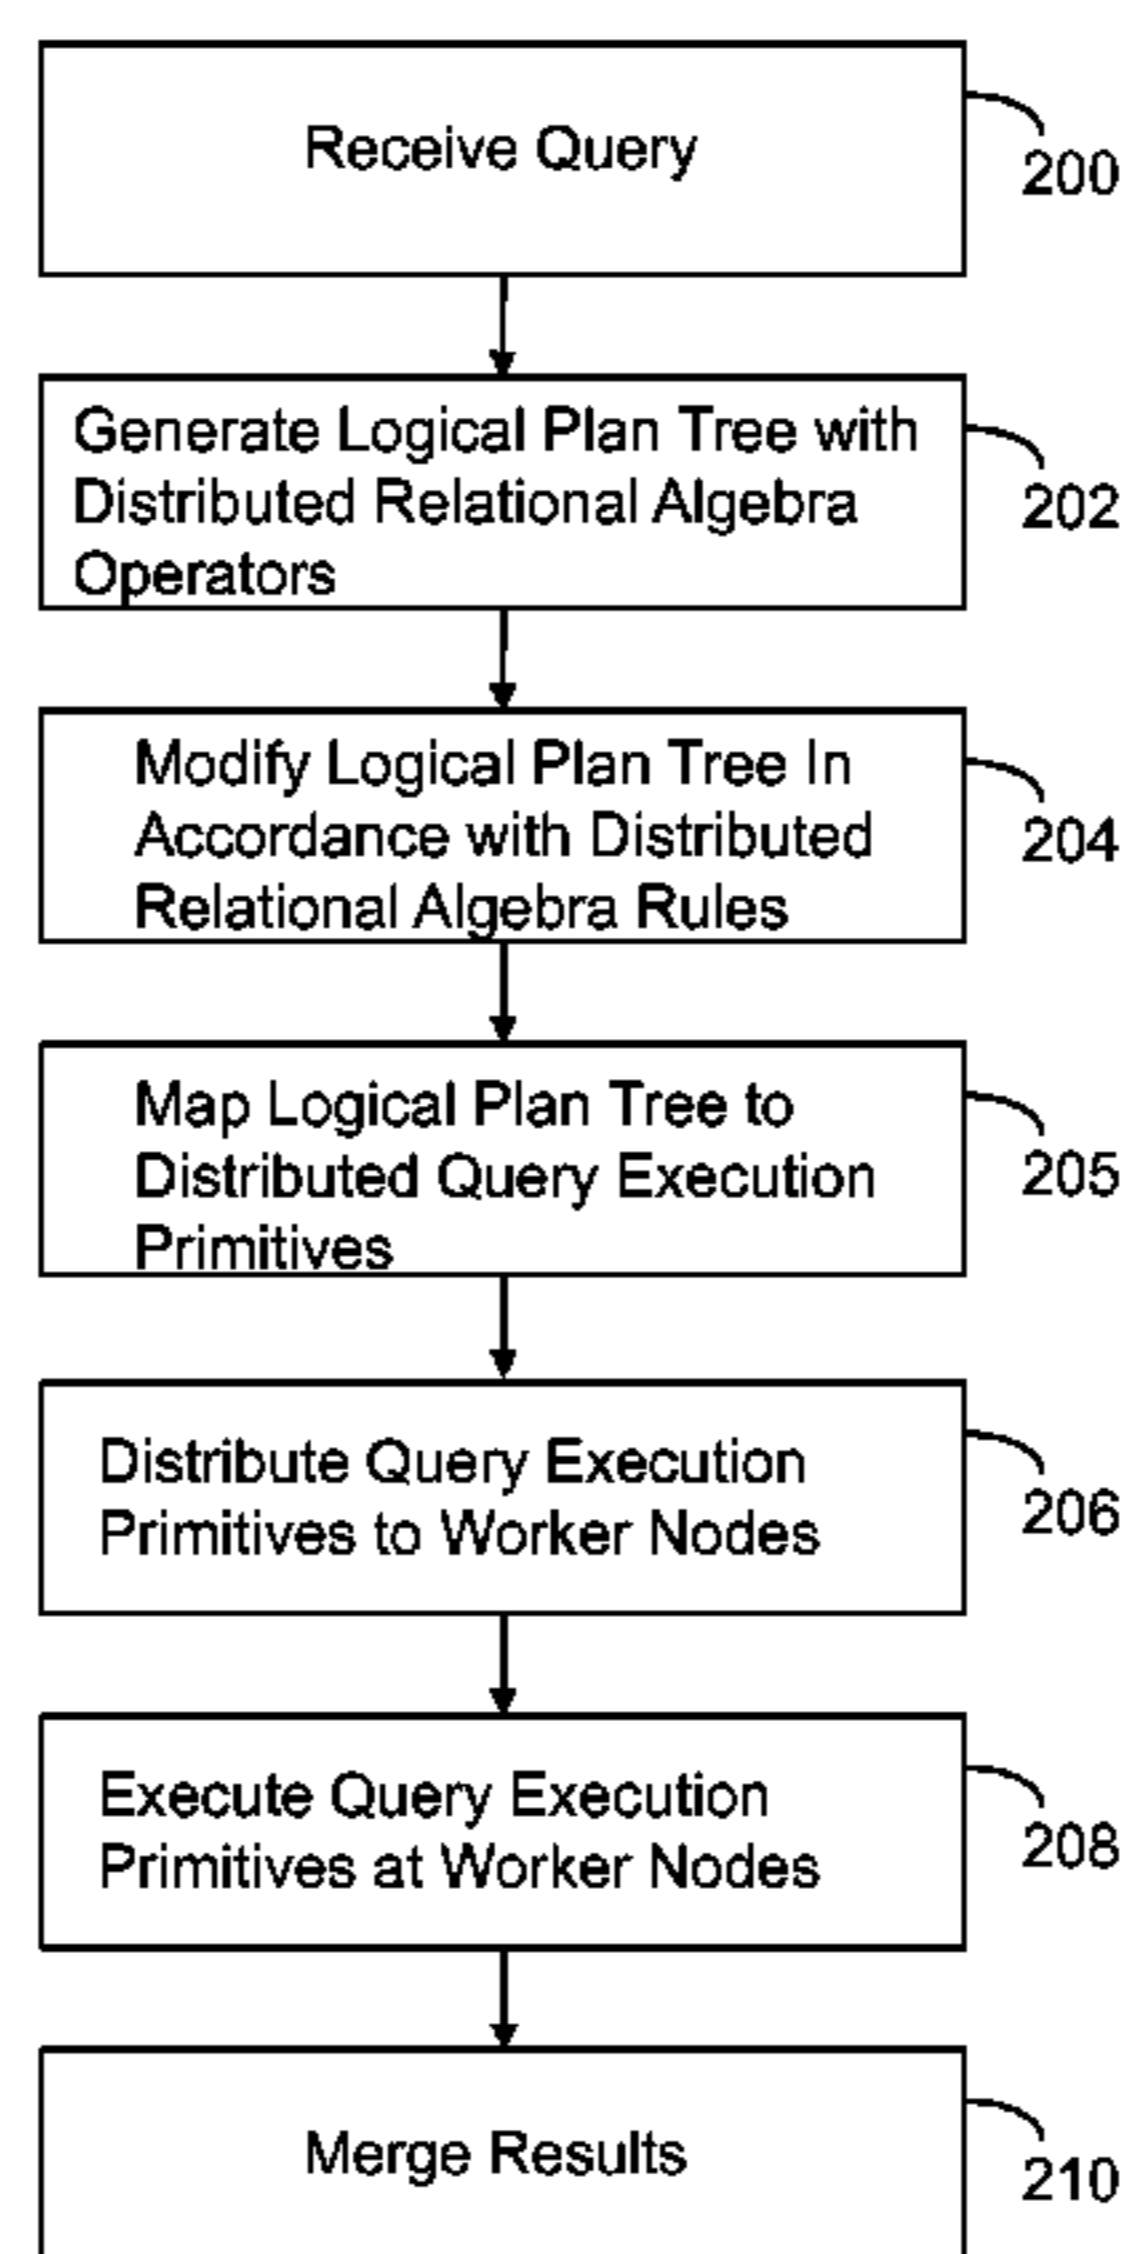 Receive Query
200
Generate Logical Plan Tree with
Distributed Relational Algebra
Operators
202
Modify Logical Plan Tree In
Accordance with Distributed
Relational Algebra Rules
204
Map Logical Plan Tree to
Distributed Query Execution
Primitives
205
Distribute Query Execution
Primitives to Worker Nodes
206
Execute Query Execution
Primitives at Worker Nodes
208
Merge Results
210